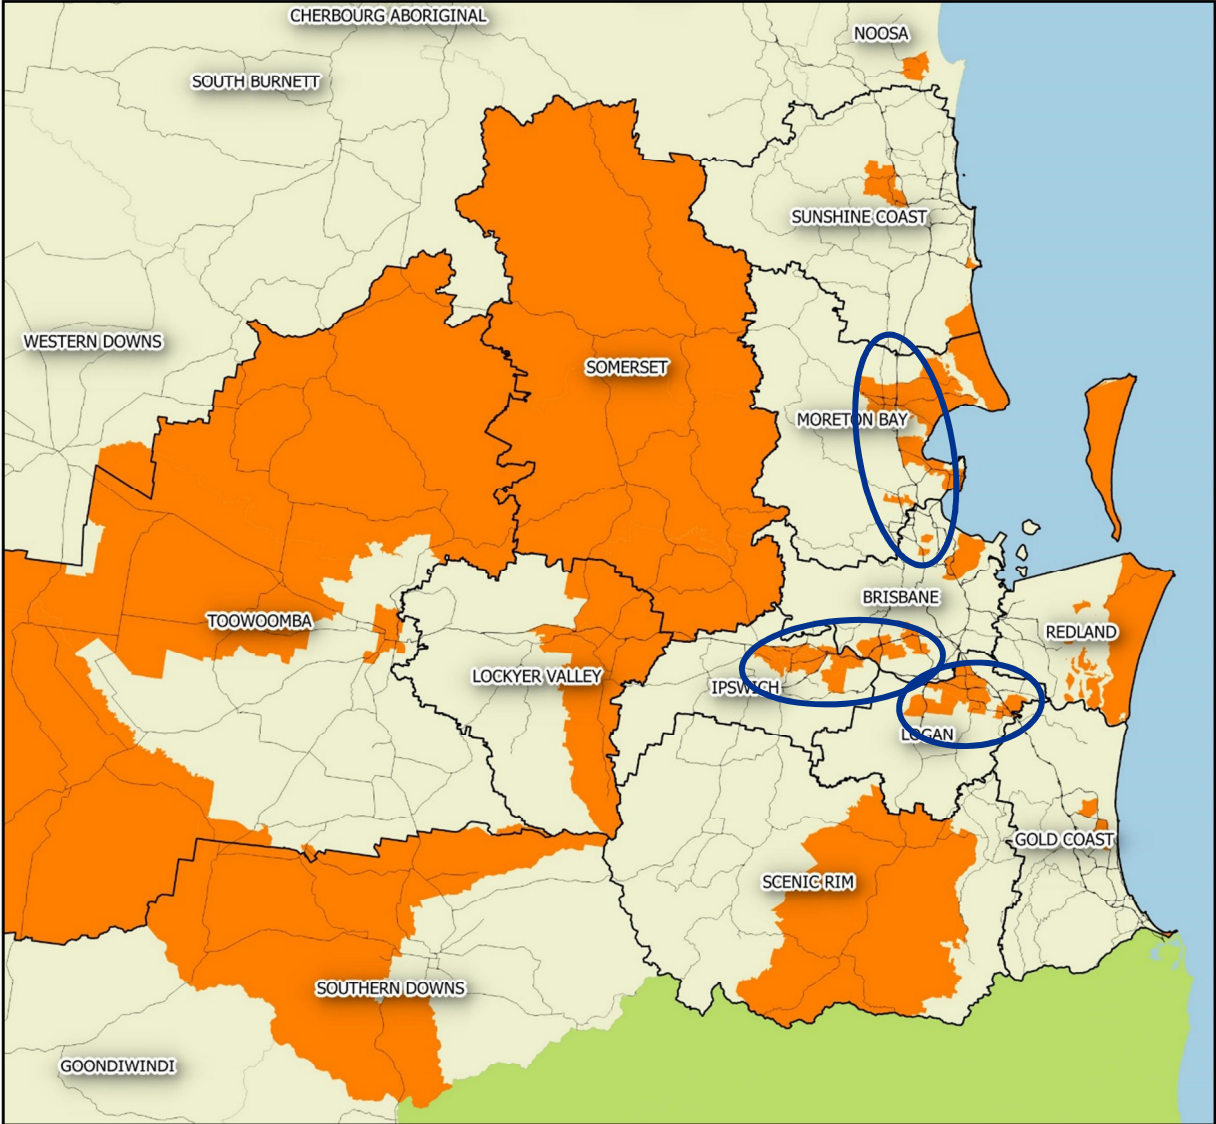 CHERBOURG ABORIGINAL
NOOSA
SOUTH BURNETT
SUNSHINE COAST
WESTERN DOWNS
SOMERSET
MORETON BAY
BRISBANE
TOOWOOMBA
REDLAND
LOCKYER VALLEY
IPSWICH
LOGAN
GOLD COAST
SCENIC RIM
SOUTHERN DOWNS
GOONDIWINDI